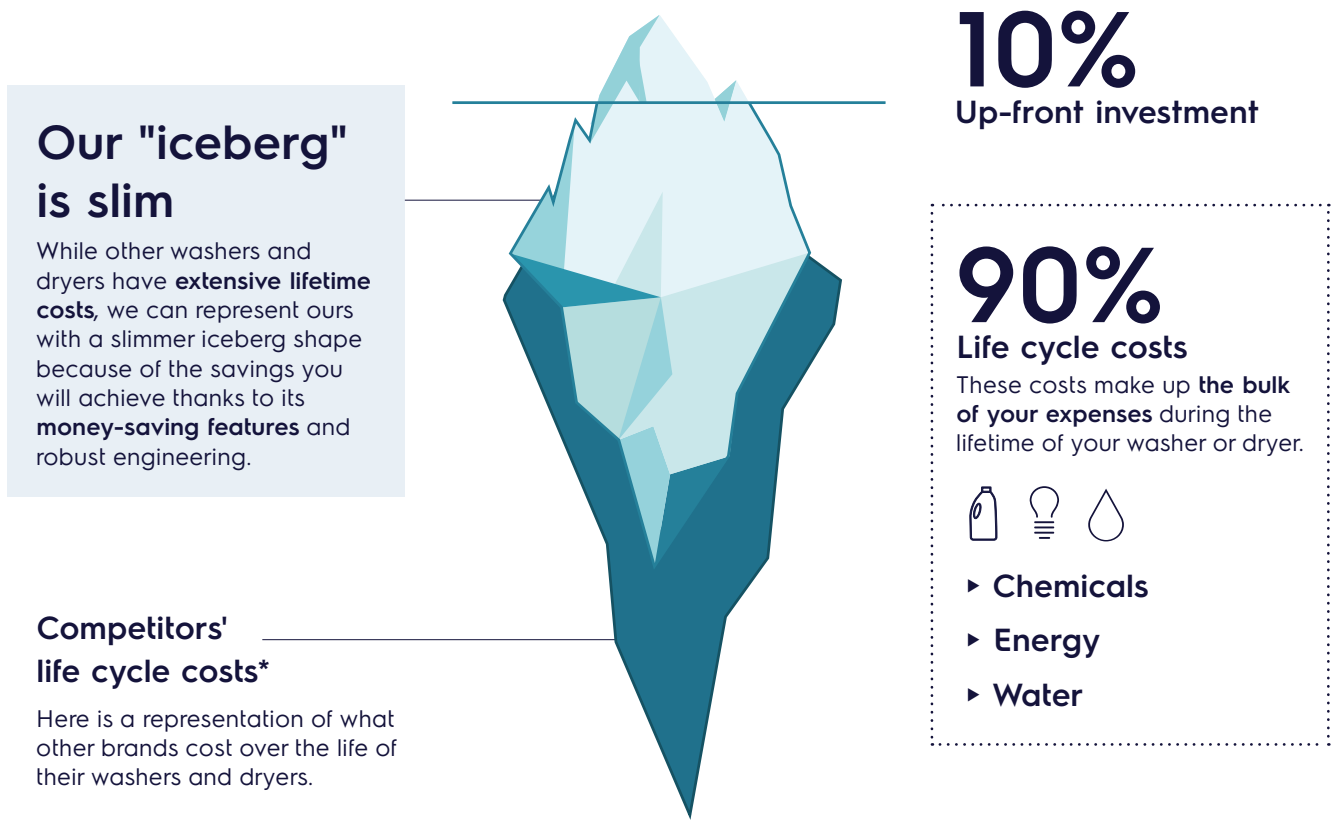 Our "iceberg"
is slim
While other washers and
dryers have extensive lifetime
costs, we can represent ours
with a slimmer iceberg shape
because of the savings you
will achieve thanks to its
money-saving features and
robust engineering.
Competitors'
life cycle costs*
Here is a representation of what
other brands cost over the life of
their washers and dryers.
10%
Up-front investment
90%
Life cycle costs
These costs make up the bulk
of your expenses during the
lifetime of your washer or dryer.
Chemicals
Energy
Water